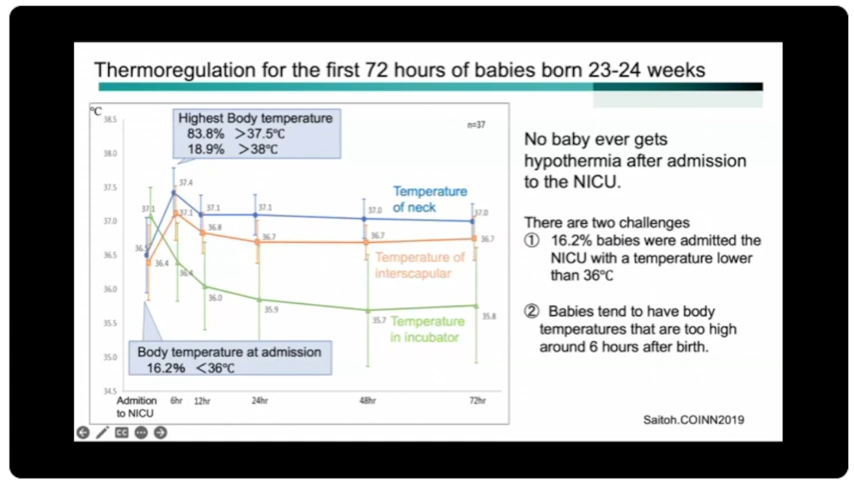 Thermoregulation for the first 72 hours of babies born 23-24 weeks
℃
38.5
38.0
37.5
37.0
36.5
36.0
35.5
35.0
34.5
Highest Body temperature
83.8% >37.5℃
18.9% >38℃
n=37
37.4
37.1
37.1
37.0
37.0
Temperature
of neck
36.4
37.1
36.8
36.7
36.7
36.7
Temperature of
interscapular
37.1
36.4
36.0
35.9
35.7
35.8
Temperature
in incubator
Body temperature at admission
16.2% <36℃
Admition
to NICU
6hr
12hr
24hr
48hr
72hr
No baby ever gets
hypothermia after admission
to the NICU.
There are two challenges
① 16.2% babies were admitted the
NICU with a temperature lower
than 36℃
② Babies tend to have body
temperatures that are too high
around 6 hours after birth.
Saitoh.COINN2019
CC